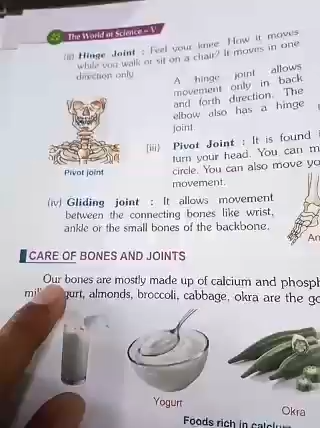 22 The World of Science – V
(ii) Hinge Joint : Feel your knee. How it moves
while you walk or sit on a chair? It moves in one
direction only.
A hinge joint allows
movement only in back
and forth direction. The
elbow also has a hinge
joint.
Pivot joint
(iii) Pivot Joint : It is found
turn your head. You can m
circle. You can also move yo
movement.
(iv) Gliding joint : It allows movement
between the connecting bones like wrist,
ankle or the small bones of the backbone.
An
CARE OF BONES AND JOINTS
Our bones are mostly made up of calcium and phosph
mil gurt, almonds, broccoli, cabbage, okra are the go
Yogurt
Okra
Foods rich in calciu